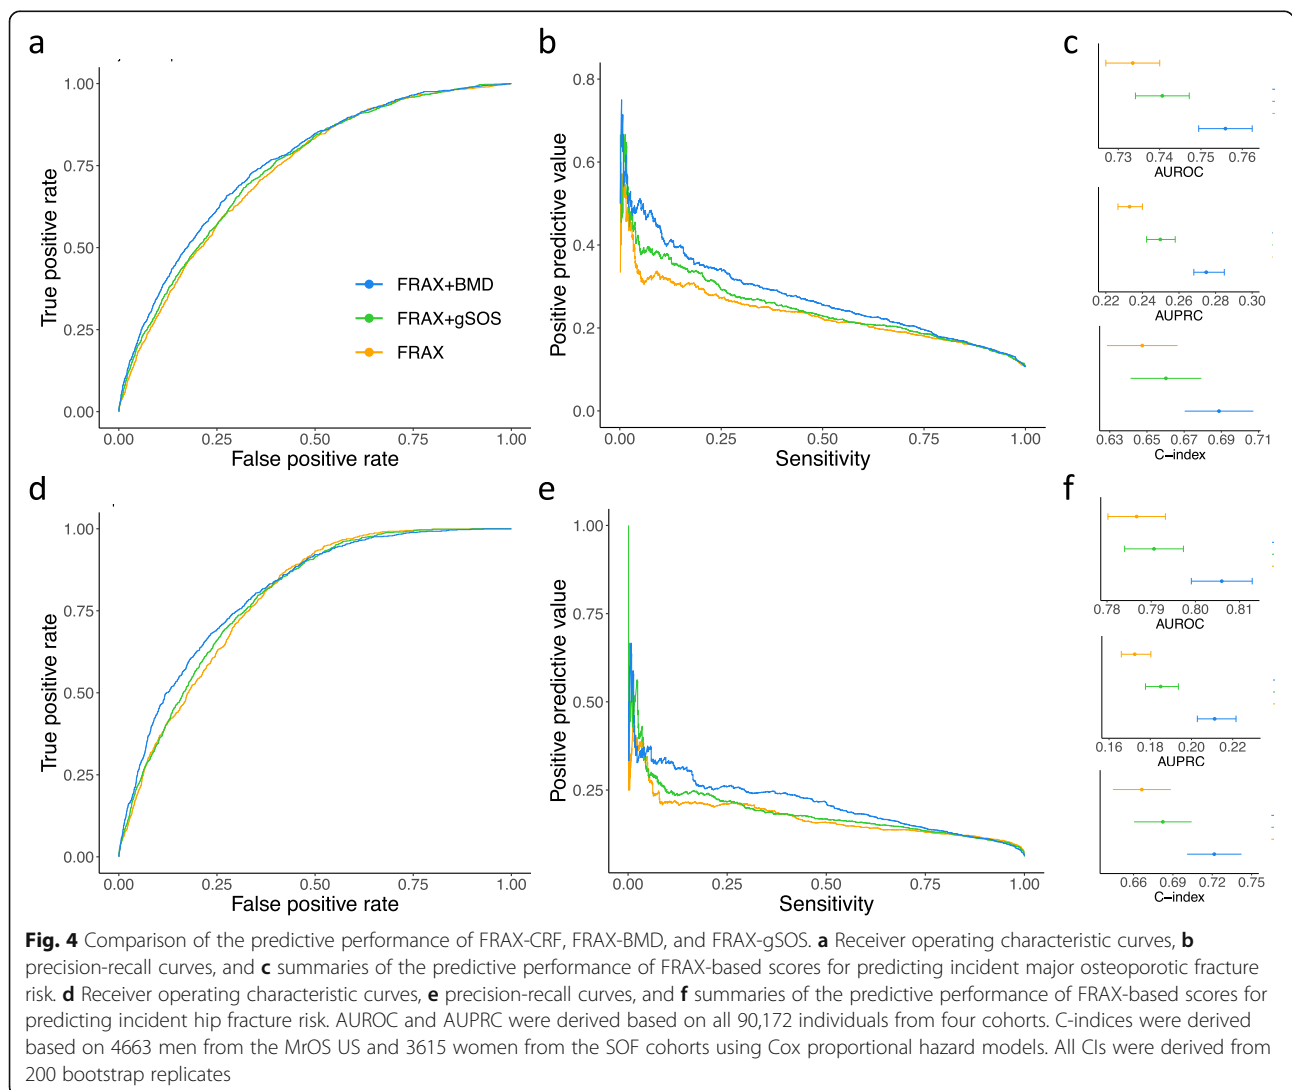 a
1.00
0.75
0.50
0.25
0.00
True positive rate
0.00 0.25 0.50 0.75 1.00
False positive rate
FRAX+BMD
FRAX+gSOS
FRAX
b
0.8
0.6
0.4
0.2
0.0
Positive predictive value
0.00 0.25 0.50 0.75 1.00
Sensitivity
c
0.73 0.74 0.75 0.76
AUROC
0.22 0.24 0.26 0.28 0.30
AUPRC
0.63 0.65 0.67 0.69 0.71
C−index
d
1.00
0.75
0.50
0.25
0.00
True positive rate
0.00 0.25 0.50 0.75 1.00
False positive rate
e
1.00
0.75
0.50
0.25
Positive predictive value
0.00 0.25 0.50 0.75 1.00
Sensitivity
f
0.78 0.79 0.80 0.81
AUROC
0.16 0.18 0.20 0.22
AUPRC
0.66 0.69 0.72 0.75
C−index
Fig. 4 Comparison of the predictive performance of FRAX-CRF, FRAX-BMD, and FRAX-gSOS. a Receiver operating characteristic curves, b
precision-recall curves, and c summaries of the predictive performance of FRAX-based scores for predicting incident major osteoporotic fracture
risk. d Receiver operating characteristic curves, e precision-recall curves, and f summaries of the predictive performance of FRAX-based scores for
predicting incident hip fracture risk. AUROC and AUPRC were derived based on all 90,172 individuals from four cohorts. C-indices were derived
based on 4663 men from the MrOS US and 3615 women from the SOF cohorts using Cox proportional hazard models. All CIs were derived from
200 bootstrap replicates